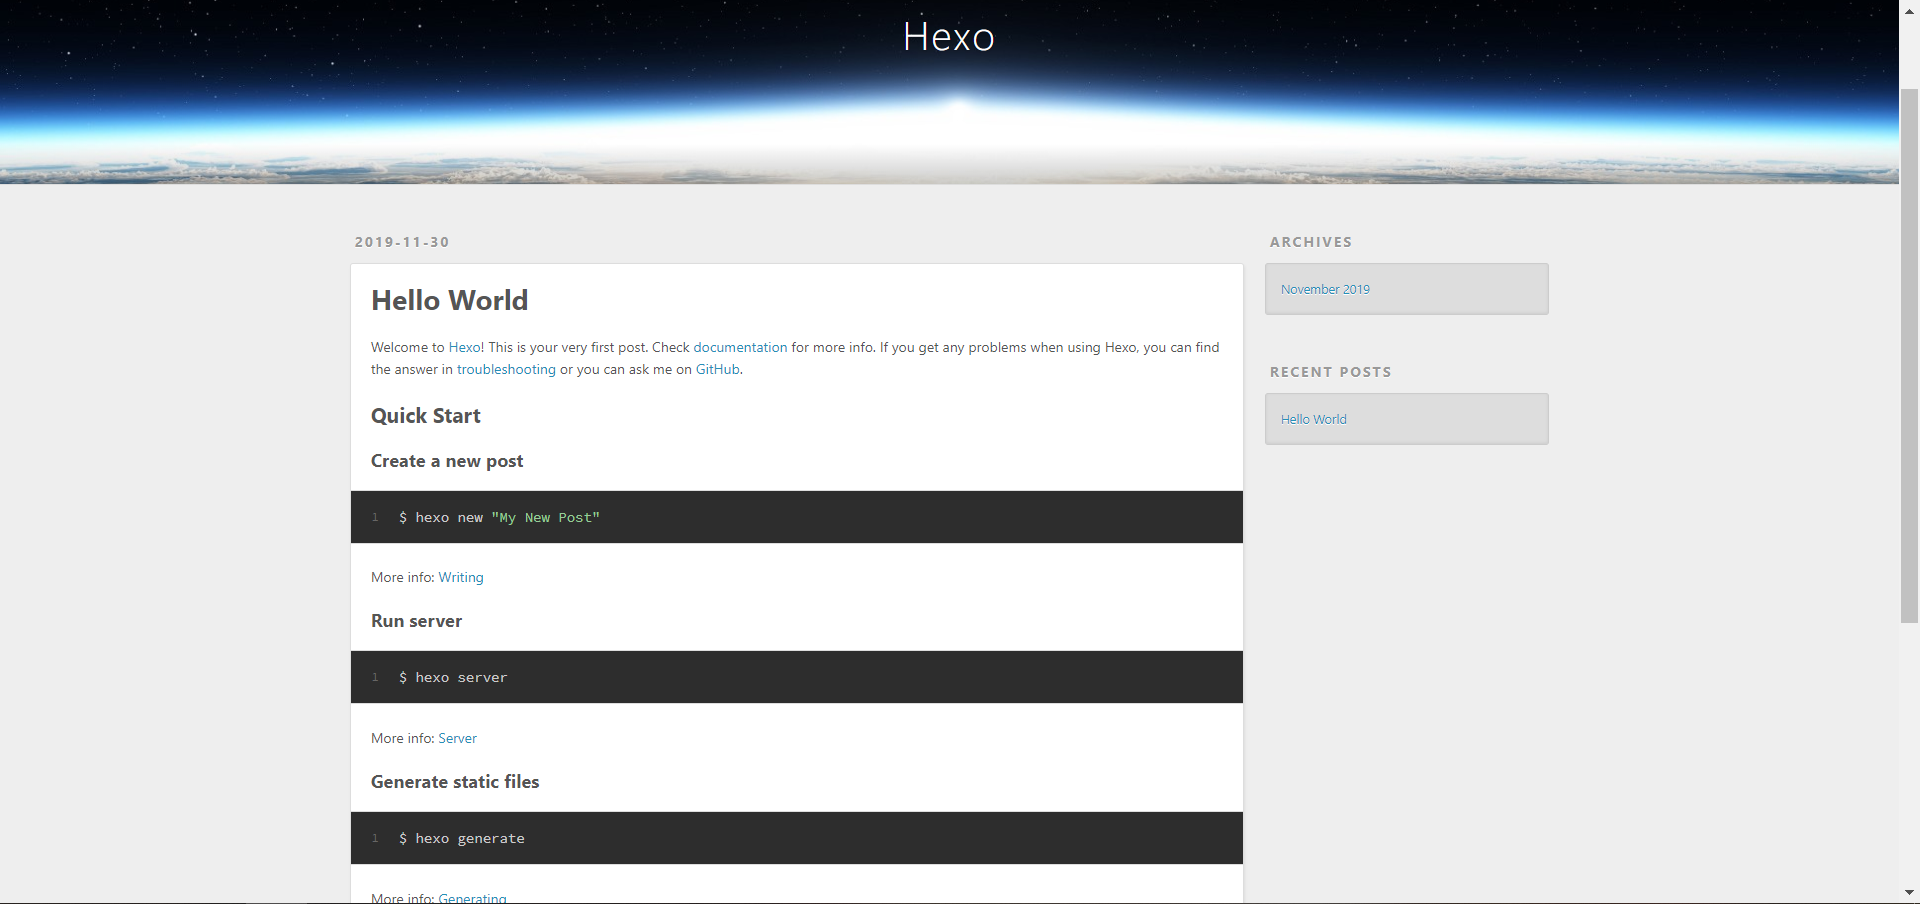 Hexo
2019-11-30
Hello World
Welcome to Hexo! This is your very first post. Check documentation for more info. If you get any problems when using Hexo, you can find
the answer in troubleshooting or you can ask me on GitHub.
Quick Start
Create a new post
1 $ hexo new "My New Post"
More info: Writing
Run server
1 $ hexo server
More info: Server
Generate static files
1 $ hexo generate
More info: Generating
ARCHIVES
November 2019
RECENT POSTS
Hello World